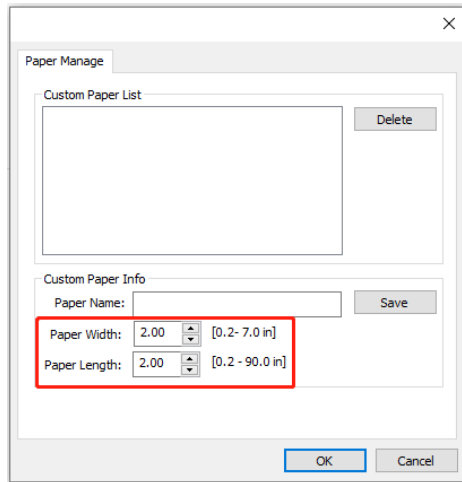 Paper Manage
Custom Paper List
Delete
Custom Paper Info
Paper Name:
Save
Paper Width: 2.00 [0.2- 7.0 in]
Paper Length: 2.00 [0.2 - 90.0 in]
OK Cancel